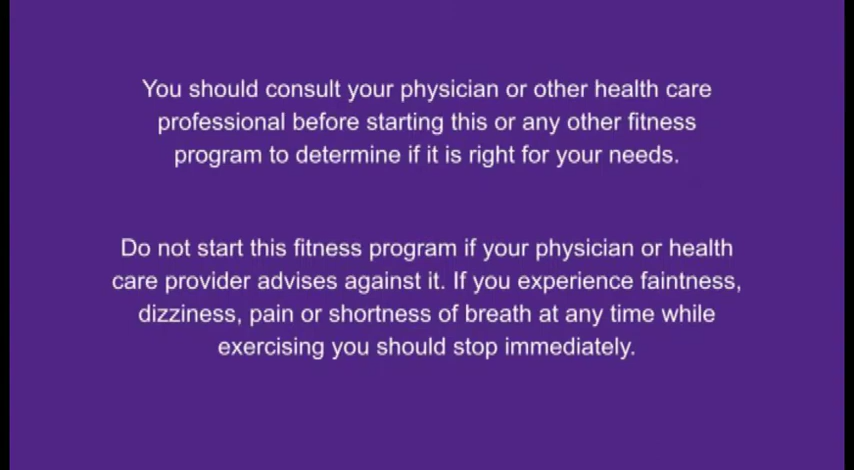 You should consult your physician or other health care
professional before starting this or any other fitness
program to determine if it is right for your needs.
Do not start this fitness program if your physician or health
care provider advises against it. If you experience faintness,
dizziness, pain or shortness of breath at any time while
exercising you should stop immediately.